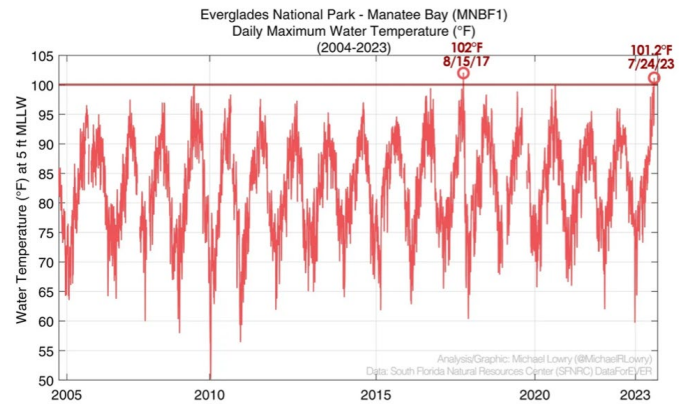 Everglades National Park - Manatee Bay (MNBF1)
Daily Maximum Water Temperature (°F)
(2004-2023)
102°F
8/15/17
101.2°F
7/24/23
Water Temperature (°F) at 5 ft MLLW
105
100
95
90
85
80
75
70
65
60
55
50
2005
2010
2015
2020
2023
Analysis/Graphic: Michael Lowry (@MichaelRLowry)
Data: South Florida Natural Resources Center (SFNRC) DataForEVER